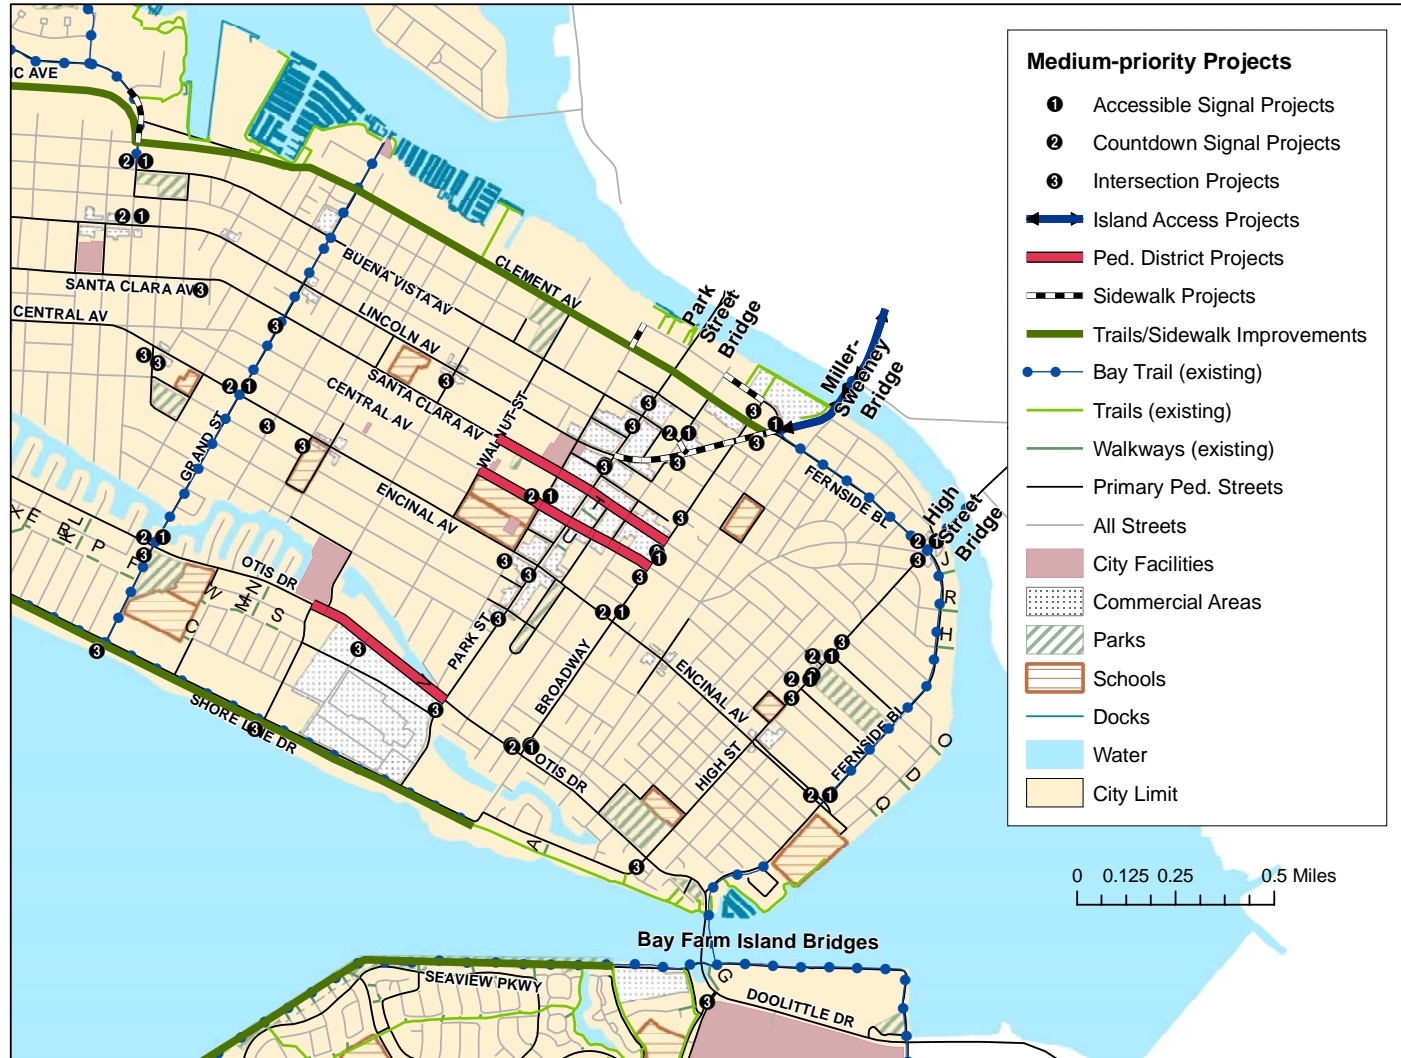 Medium-priority Projects
1 Accessible Signal Projects
2 Countdown Signal Projects
3 Intersection Projects
Island Access Projects
Ped. District Projects
Sidewalk Projects
Trails/Sidewalk Improvements
Bay Trail (existing)
Trails (existing)
Walkways (existing)
Primary Ped. Streets
All Streets
City Facilities
Commercial Areas
Parks
Schools
Docks
Water
City Limit
0 0.125 0.25 0.5 Miles
IC AVE
SANTA CLARA AV
CENTRAL AV
BUENA VISTA AV
CLEMENT AV
LINCOLN AV
SANTA CLARA AV
CENTRAL AV
WALNUT ST
GRAND ST
ENCINAL AV
OTIS DR
PARK ST
BROADWAY
SHORE LINE DR
OTIS DR
ENCINAL AV
HIGH ST
FERNSIDE BL
FERNSIDE BL
Park
Street
Bridge
Miller-
Sweeney
Bridge
High
Street
Bridge
Bay Farm Island Bridges
SEAVIEW PKWY
DOOLITTLE DR
X
E
P
F
W
C
S
N
T
U
A
I
G
J
R
H
O
D
Q